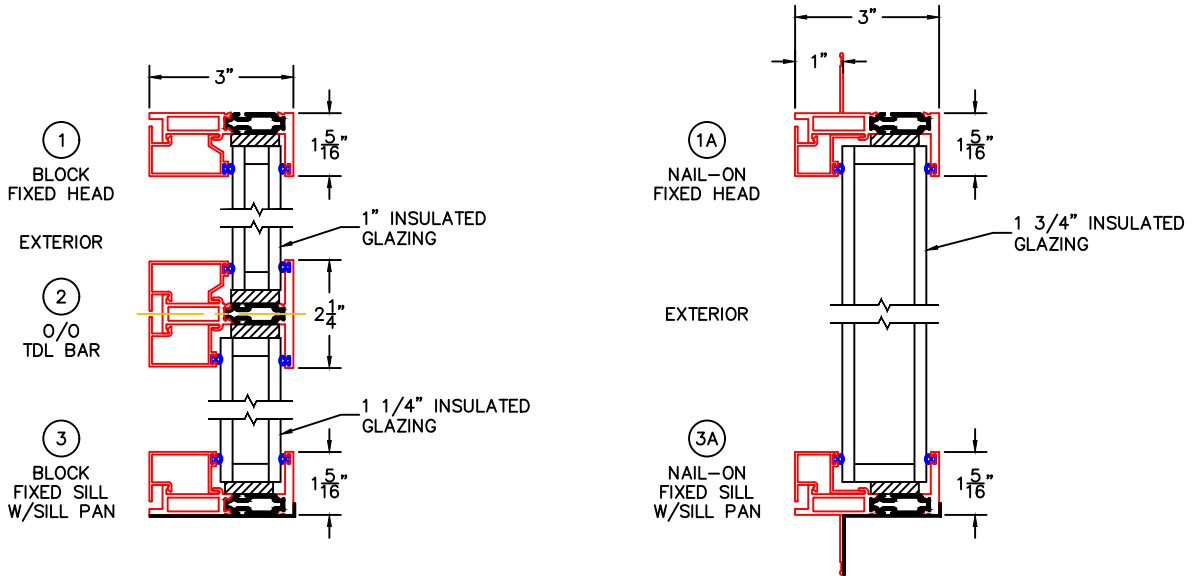 3"
1
BLOCK
FIXED HEAD
1 5/16"
EXTERIOR
1" INSULATED
GLAZING
2
O/O
TDL BAR
2 1/4"
1 1/4" INSULATED
GLAZING
3
BLOCK
FIXED SILL
W/SILL PAN
1 5/16"
3"
1"
1A
NAIL-ON
FIXED HEAD
1 5/16"
1 3/4" INSULATED
GLAZING
EXTERIOR
3A
NAIL-ON
FIXED SILL
W/SILL PAN
1 5/16"